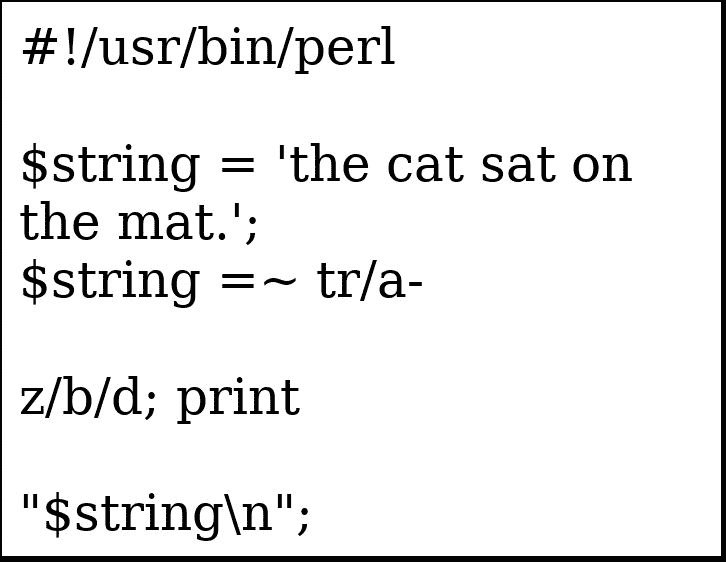 #!/usr/bin/perl
$string = 'the cat sat on
the mat.';
$string =~ tr/a-
z/b/d; print
"$string\n";